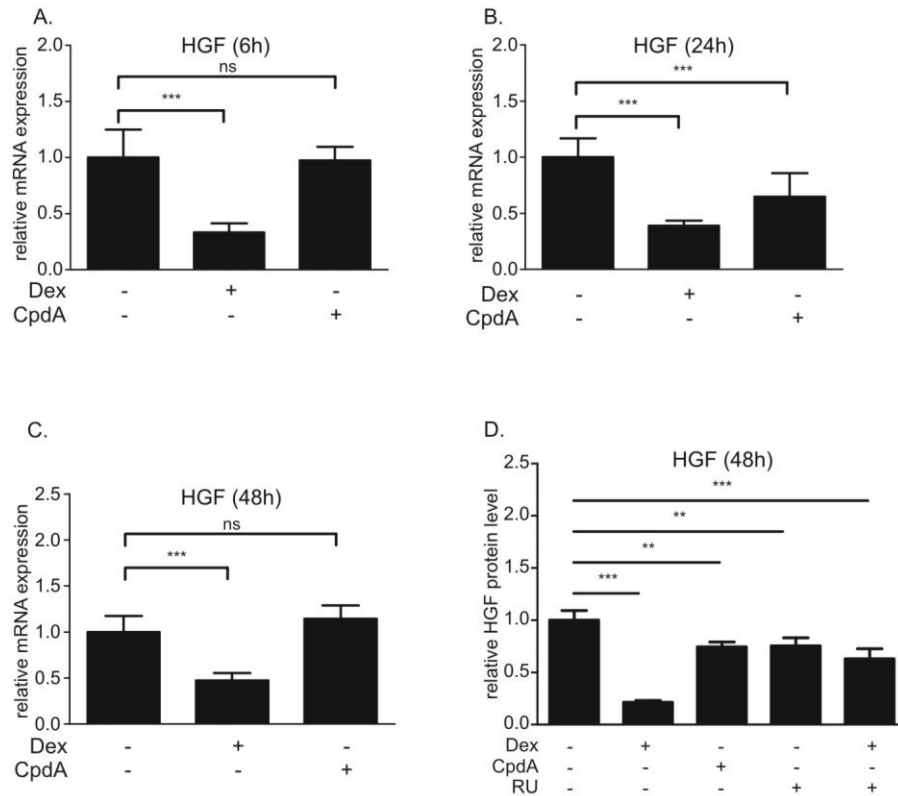 A.
HGF (6h)
ns
***
relative mRNA expression
2.0
1.5
1.0
0.5
0.0
Dex - + -
CpdA - - +
B.
HGF (24h)
***
***
relative mRNA expression
2.0
1.5
1.0
0.5
0.0
Dex - + -
CpdA - - +
C.
HGF (48h)
ns
***
relative mRNA expression
2.5
2.0
1.5
1.0
0.5
0.0
Dex - + -
CpdA - - +
D.
HGF (48h)
***
**
**
***
relative HGF protein level
2.5
2.0
1.5
1.0
0.5
0.0
Dex - + - - +
CpdA - - + - -
RU - - - + +